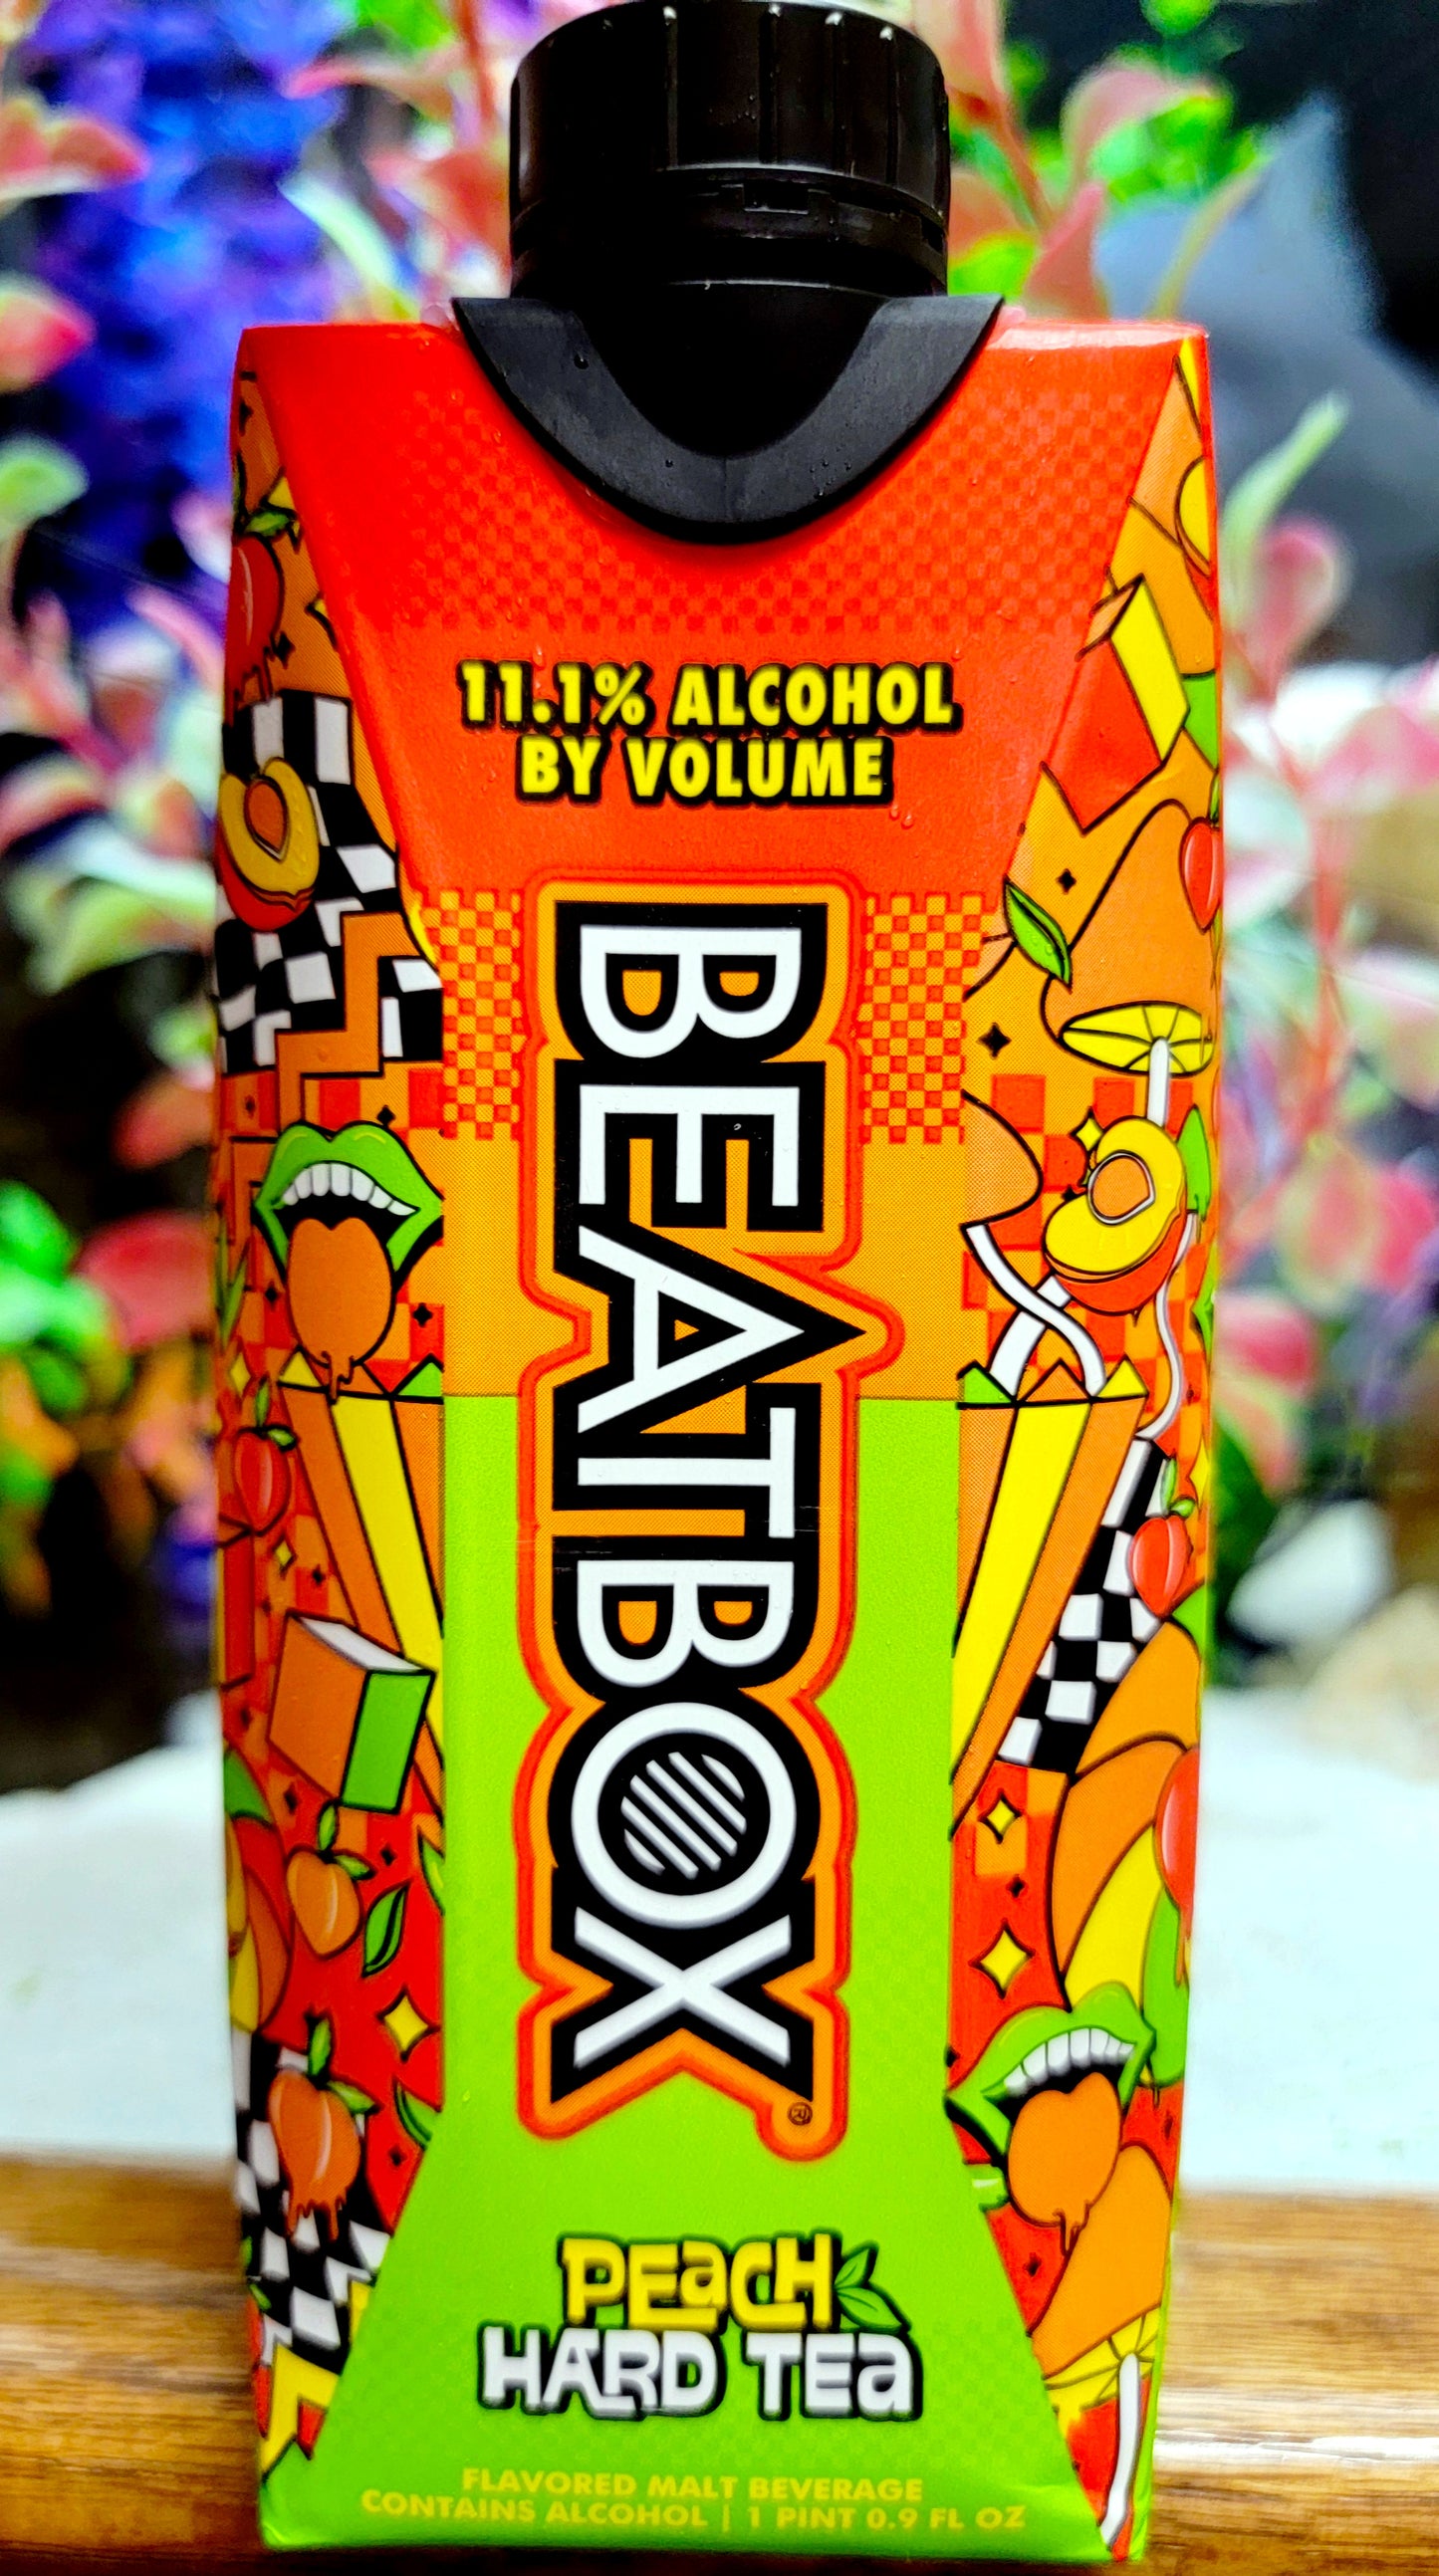 11.1% ALCOHOL
BY VOLUME
BEATBOX®
PEACH
HARD TEA
FLAVORED MALT BEVERAGE
CONTAINS ALCOHOL | 1 PINT 0.9 FL OZ